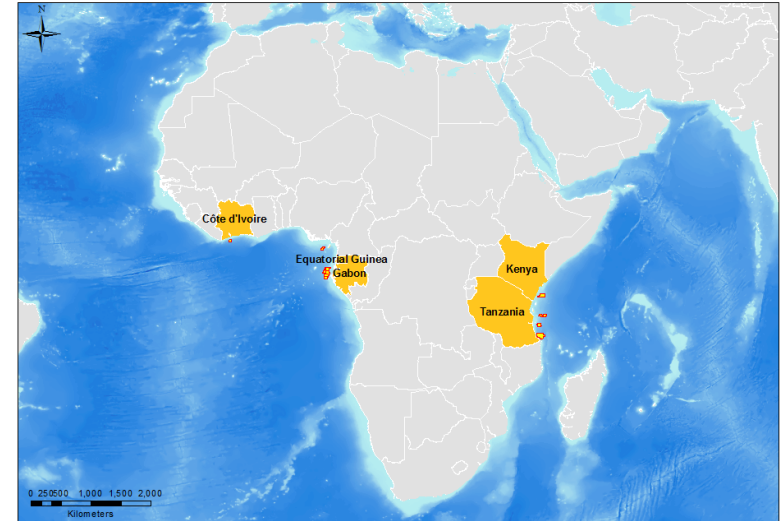 N
Côte d'Ivoire
Equatorial Guinea
Gabon
Kenya
Tanzania
0 250500 1,000 1,500 2,000
Kilometers